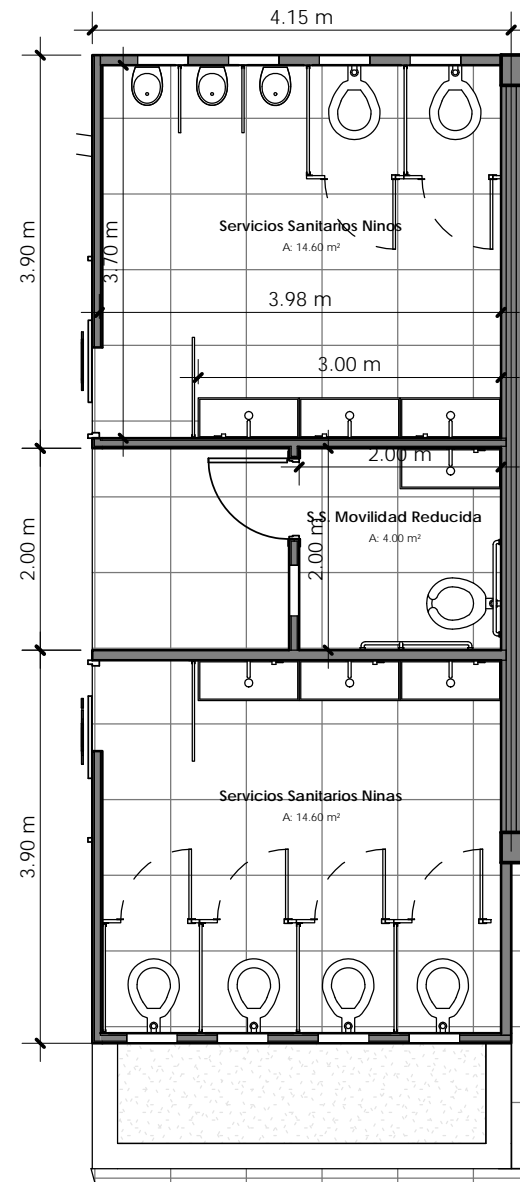 4.15 m
3.90 m
3.70 m
Servicios Sanitarios Ninos
A: 14.60 m²
3.98 m
3.00 m
2.00 m
2.00 m
S.S. Movilidad Reducida
A: 4.00 m²
2.00 m
3.90 m
Servicios Sanitarios Ninas
A: 14.60 m²